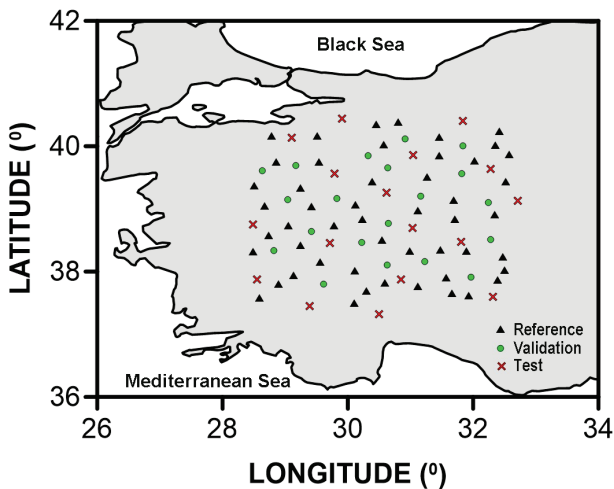 42
40
38
36
LATITUDE (⁰)
Black Sea
Mediterranean Sea
Reference
Validation
Test
26 28 30 32 34
LONGITUDE (⁰)